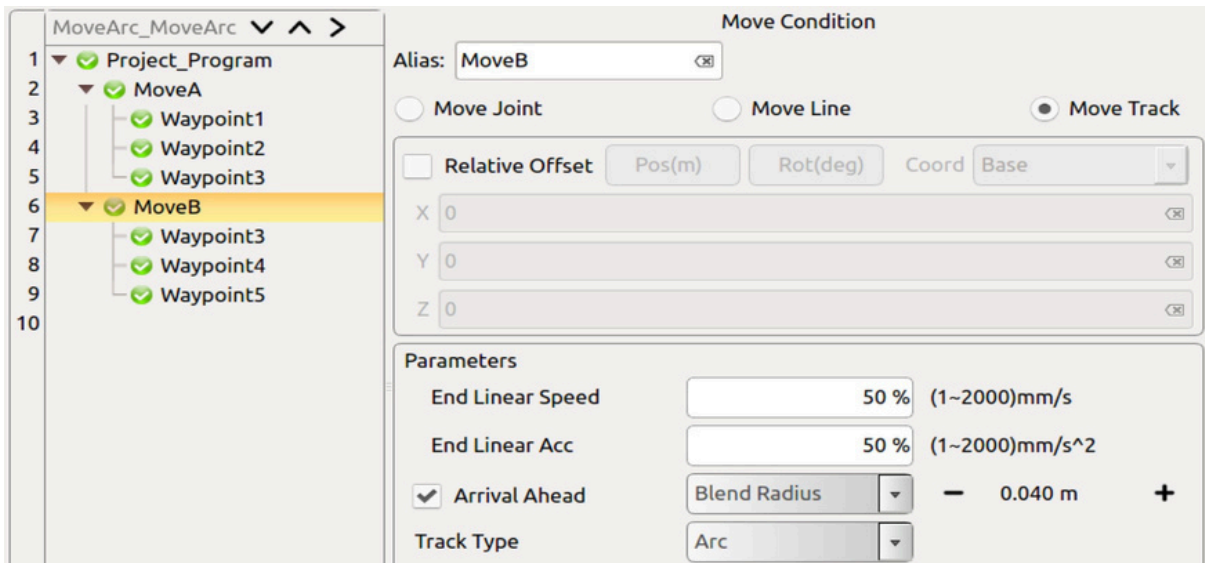 MoveArc_MoveArc
1 Project_Program
2 MoveA
3 Waypoint1
4 Waypoint2
5 Waypoint3
6 MoveB
7 Waypoint3
8 Waypoint4
9 Waypoint5
10
Move Condition
Alias: MoveB
Move Joint Move Line Move Track
Relative Offset Pos(m) Rot(deg) Coord Base
X 0
Y 0
Z 0
Parameters
End Linear Speed 50 % (1~2000)mm/s
End Linear Acc 50 % (1~2000)mm/s^2
Arrival Ahead Blend Radius − 0.040 m +
Track Type Arc